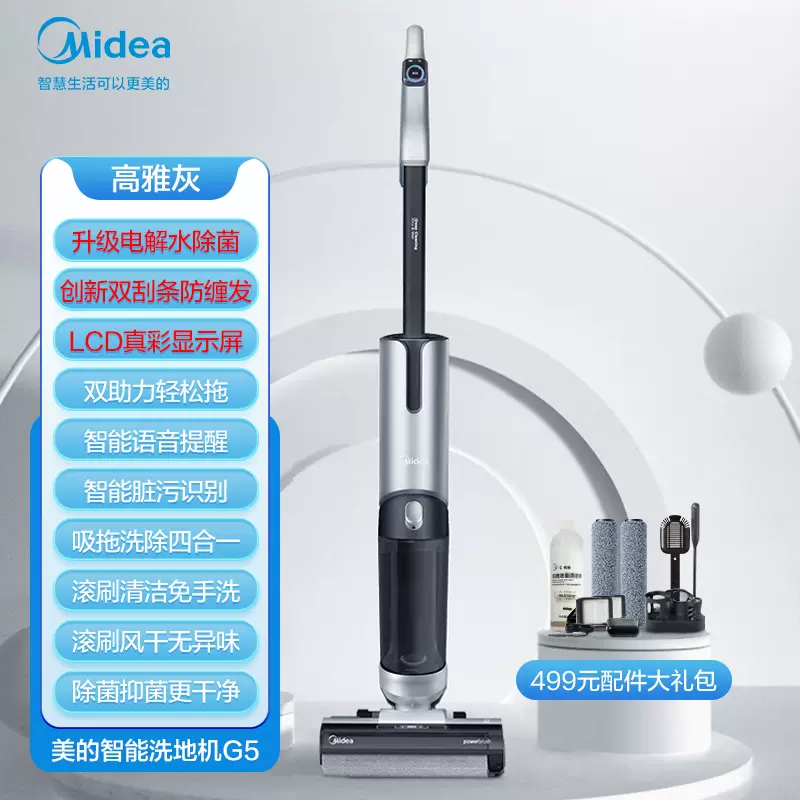 Midea
智慧生活可以更美的
高雅灰
升级电解水除菌
创新双刮条防缠发
LCD真彩显示屏
双助力轻松拖
智能语音提醒
智能脏污识别
吸拖洗除四合一
滚刷清洁免手洗
滚刷风干无异味
除菌抑菌更干净
美的智能洗地机G5
Deep Cleaning
Midea
Midea
powerbrush
499元配件大礼包